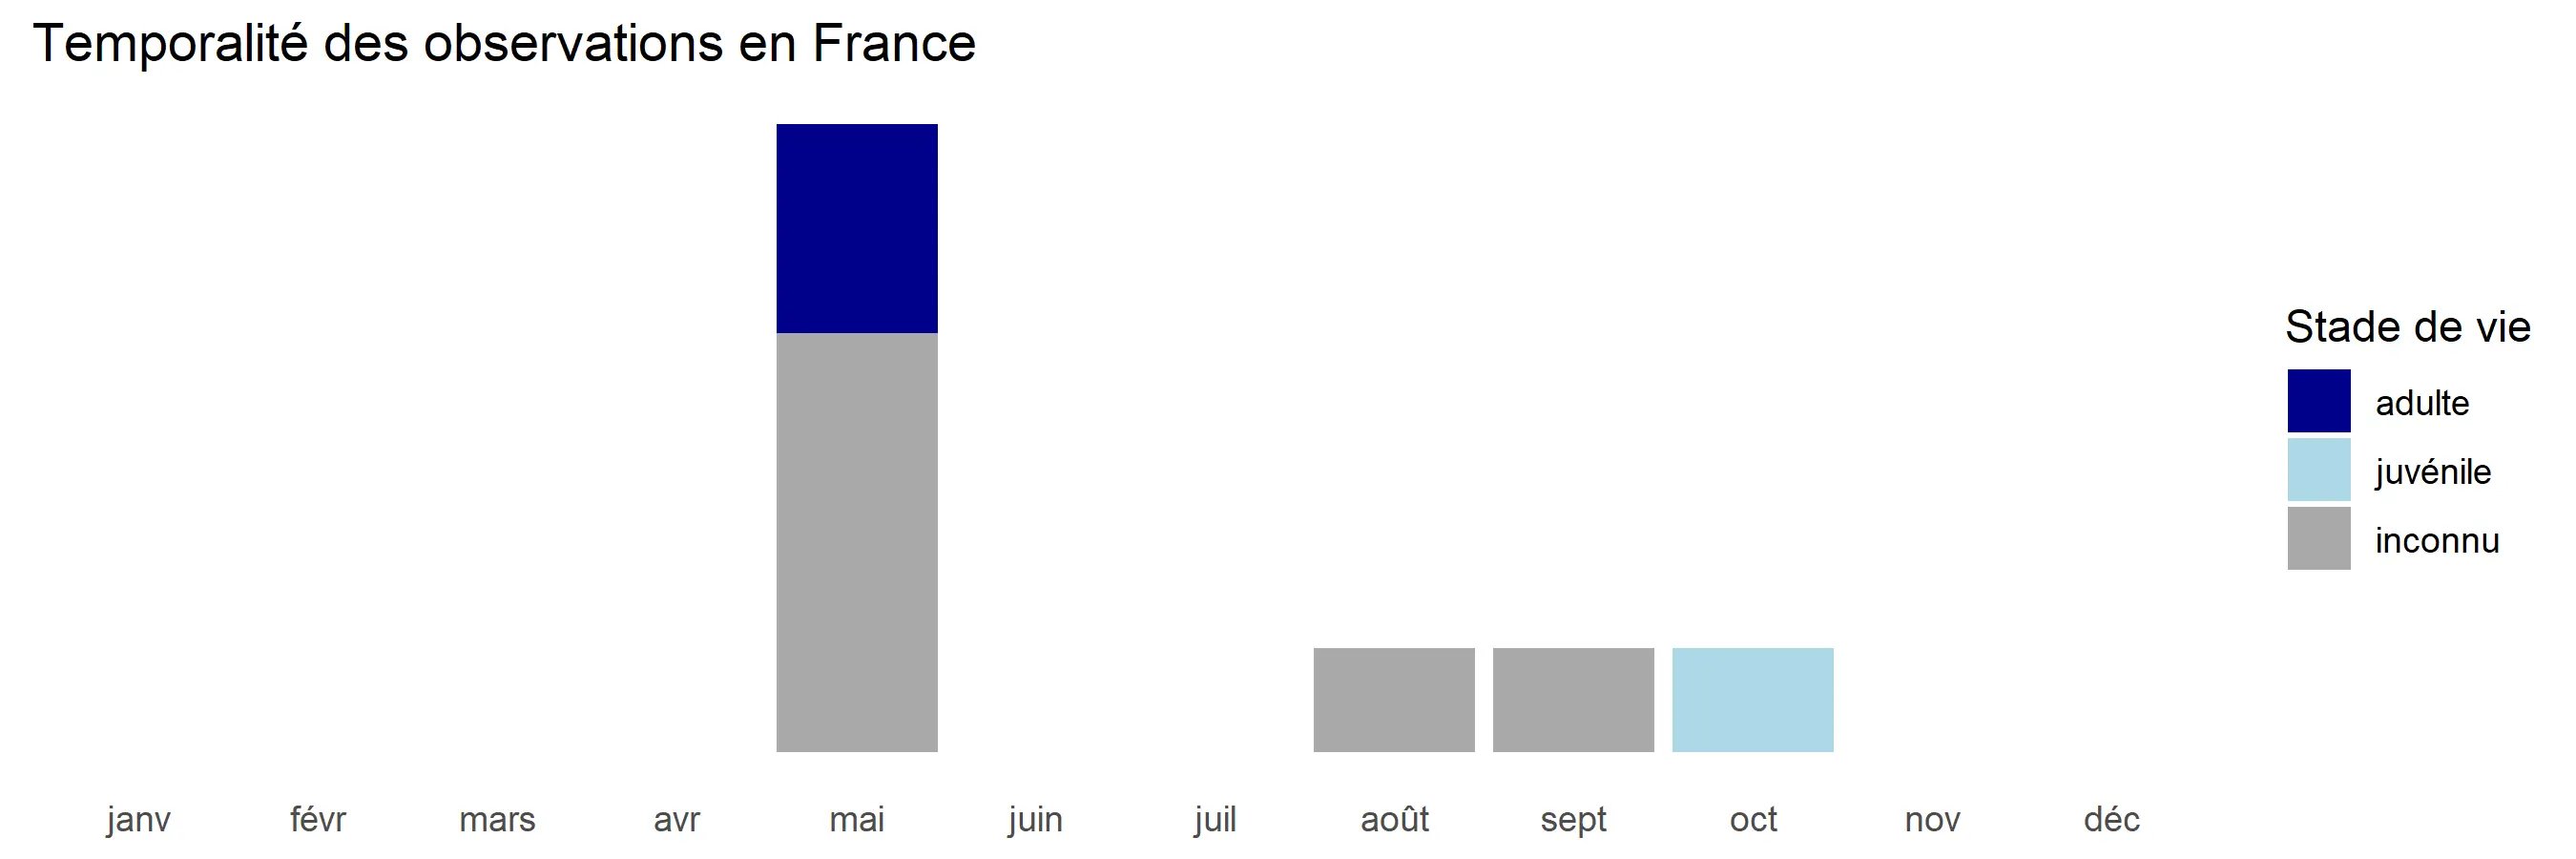 Temporalité des observations en France
Stade de vie
adulte
juvénile
inconnu
janv févr mars avr mai juin juil août sept oct nov déc